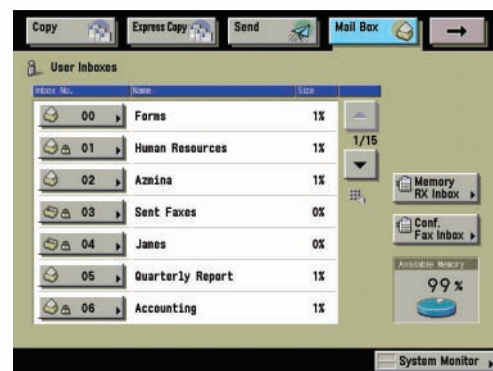 Copy Express Copy Send Mail Box
User Inboxes
Inbox No. Name Size
00 Forms 1%
01 Human Resources 1%
02 Azmina 1%
03 Sent Faxes 0%
04 James 0%
05 Quarterly Report 1%
06 Accounting 1%
1/15
Memory
RX Inbox
Conf.
Fax Inbox
Available Memory
99%
System Monitor